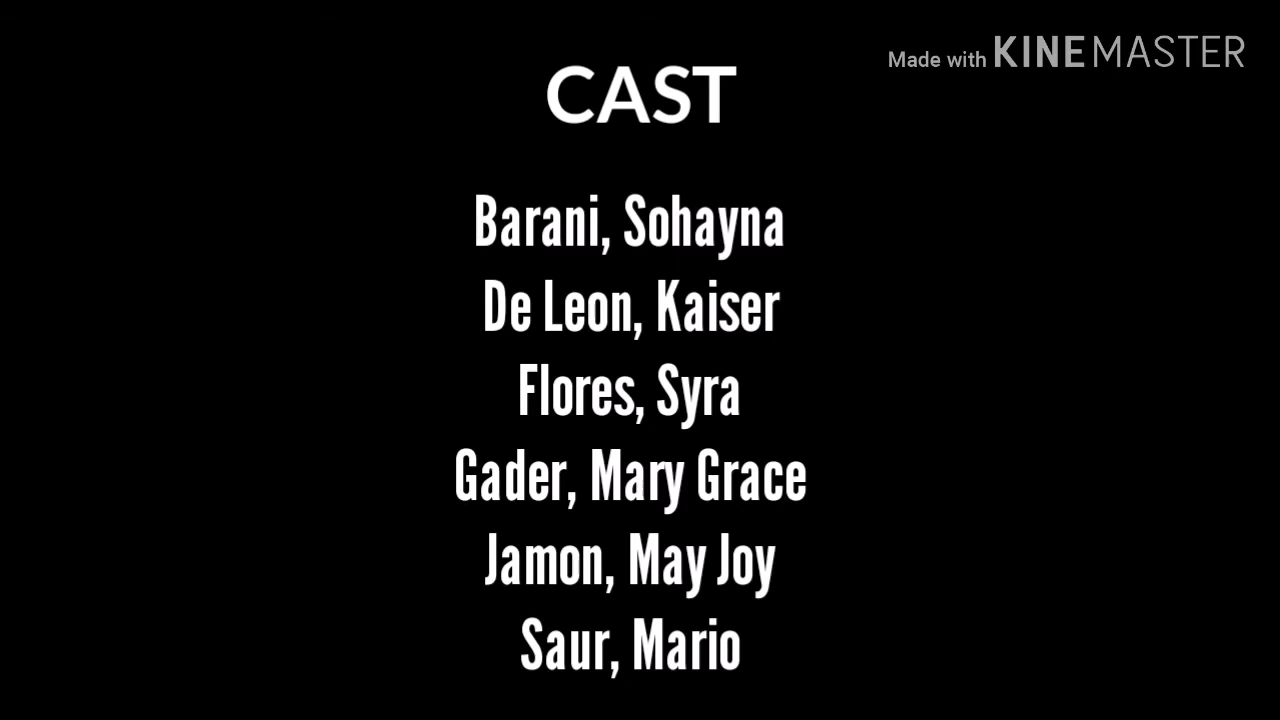 Made with KINEMASTER
CAST
Barani, Sohayna
De Leon, Kaiser
Flores, Syra
Gader, Mary Grace
Jamon, May Joy
Saur, Mario